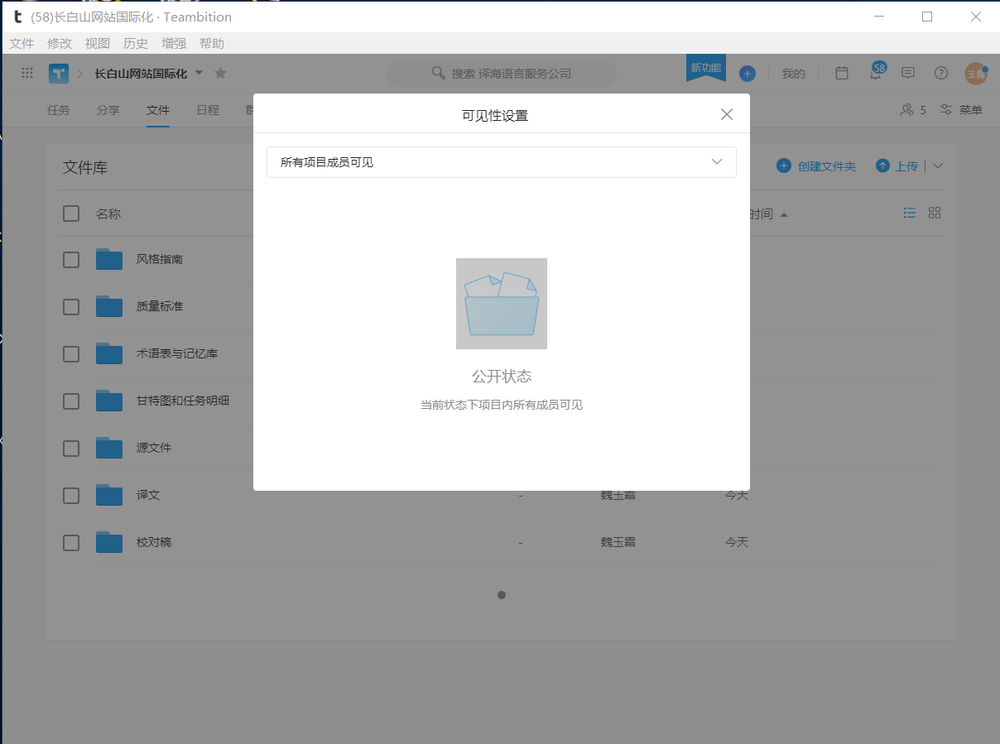 (58)长白山网站国际化 · Teambition
文件 修改 视图 历史 增强 帮助
长白山网站国际化 搜索 译海语言服务公司 新功能 我的 58 玉霜
任务 分享 文件 日程 5 菜单
可见性设置
所有项目成员可见
文件库 创建文件夹 上传
名称 时间
风格指南
质量标准
术语表与记忆库
甘特图和任务明细
源文件
公开状态
当前状态下项目内所有成员可见
译文 - 魏玉霜 今天
校对稿 - 魏玉霜 今天